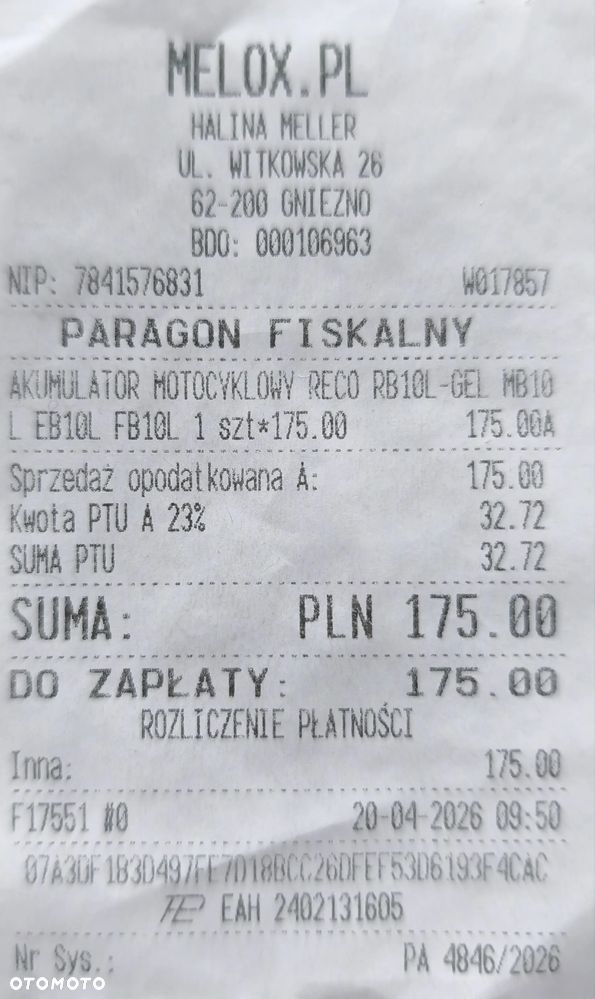 MELOX.PL
HALINA MELLER
UL. WITKOWSKA 26
62-200 GNIEZNO
BDO: 000106963
NIP: 7841576831 W017857
PARAGON FISKALNY
AKUMULATOR MOTOCYKLOWY RECO RB10L-GEL MB10
L EB10L FB10L 1 szt*175.00 175.00A
Sprzedaż opodatkowana A: 175.00
Kwota PTU A 23% 32.72
SUMA PTU 32.72
SUMA: PLN 175.00
DO ZAPŁATY: 175.00
ROZLICZENIE PŁATNOŚCI
Inna: 175.00
F17551 #0 20-04-2026 09:50
07A3DF1B3D497FE7D18BCC26DFEF53D6193F4CAC
EAH 2402131605
Nr Sys.: PA 4846/2026
OTOMOTO